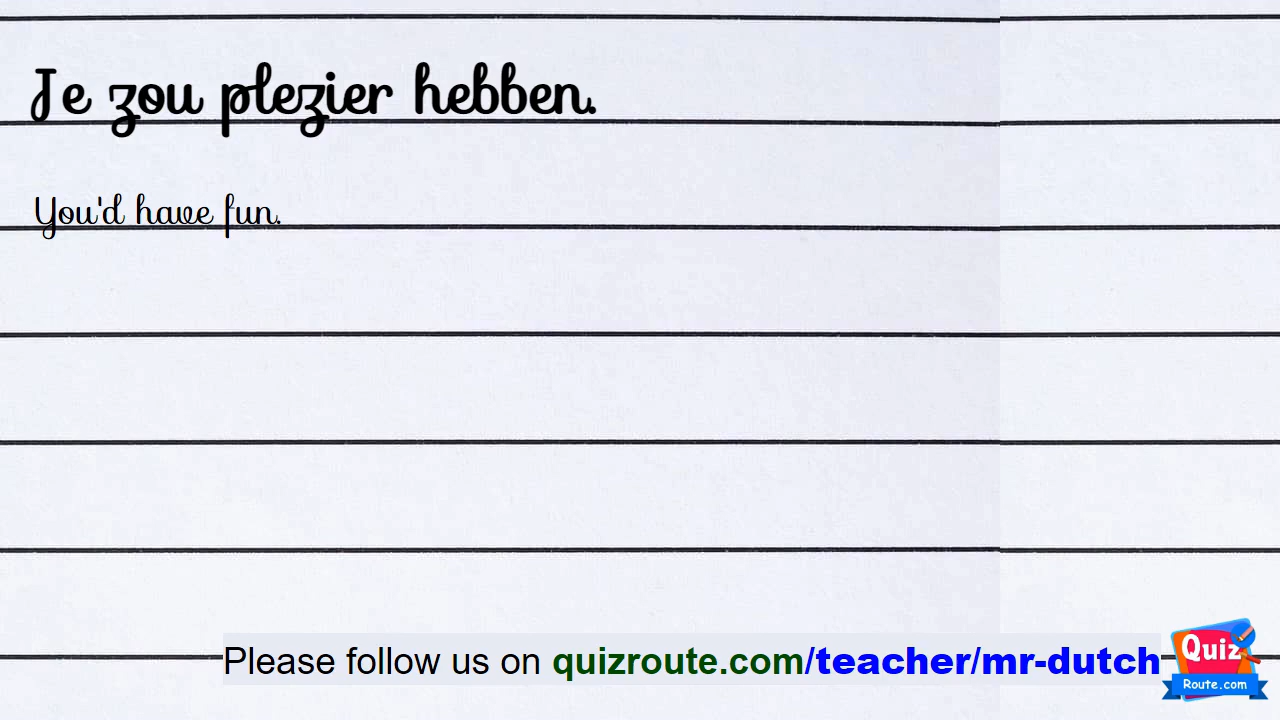 Je zou plezier hebben.
You'd have fun.
Please follow us on quizroute.com/teacher/mr-dutch
Quiz
Route.com